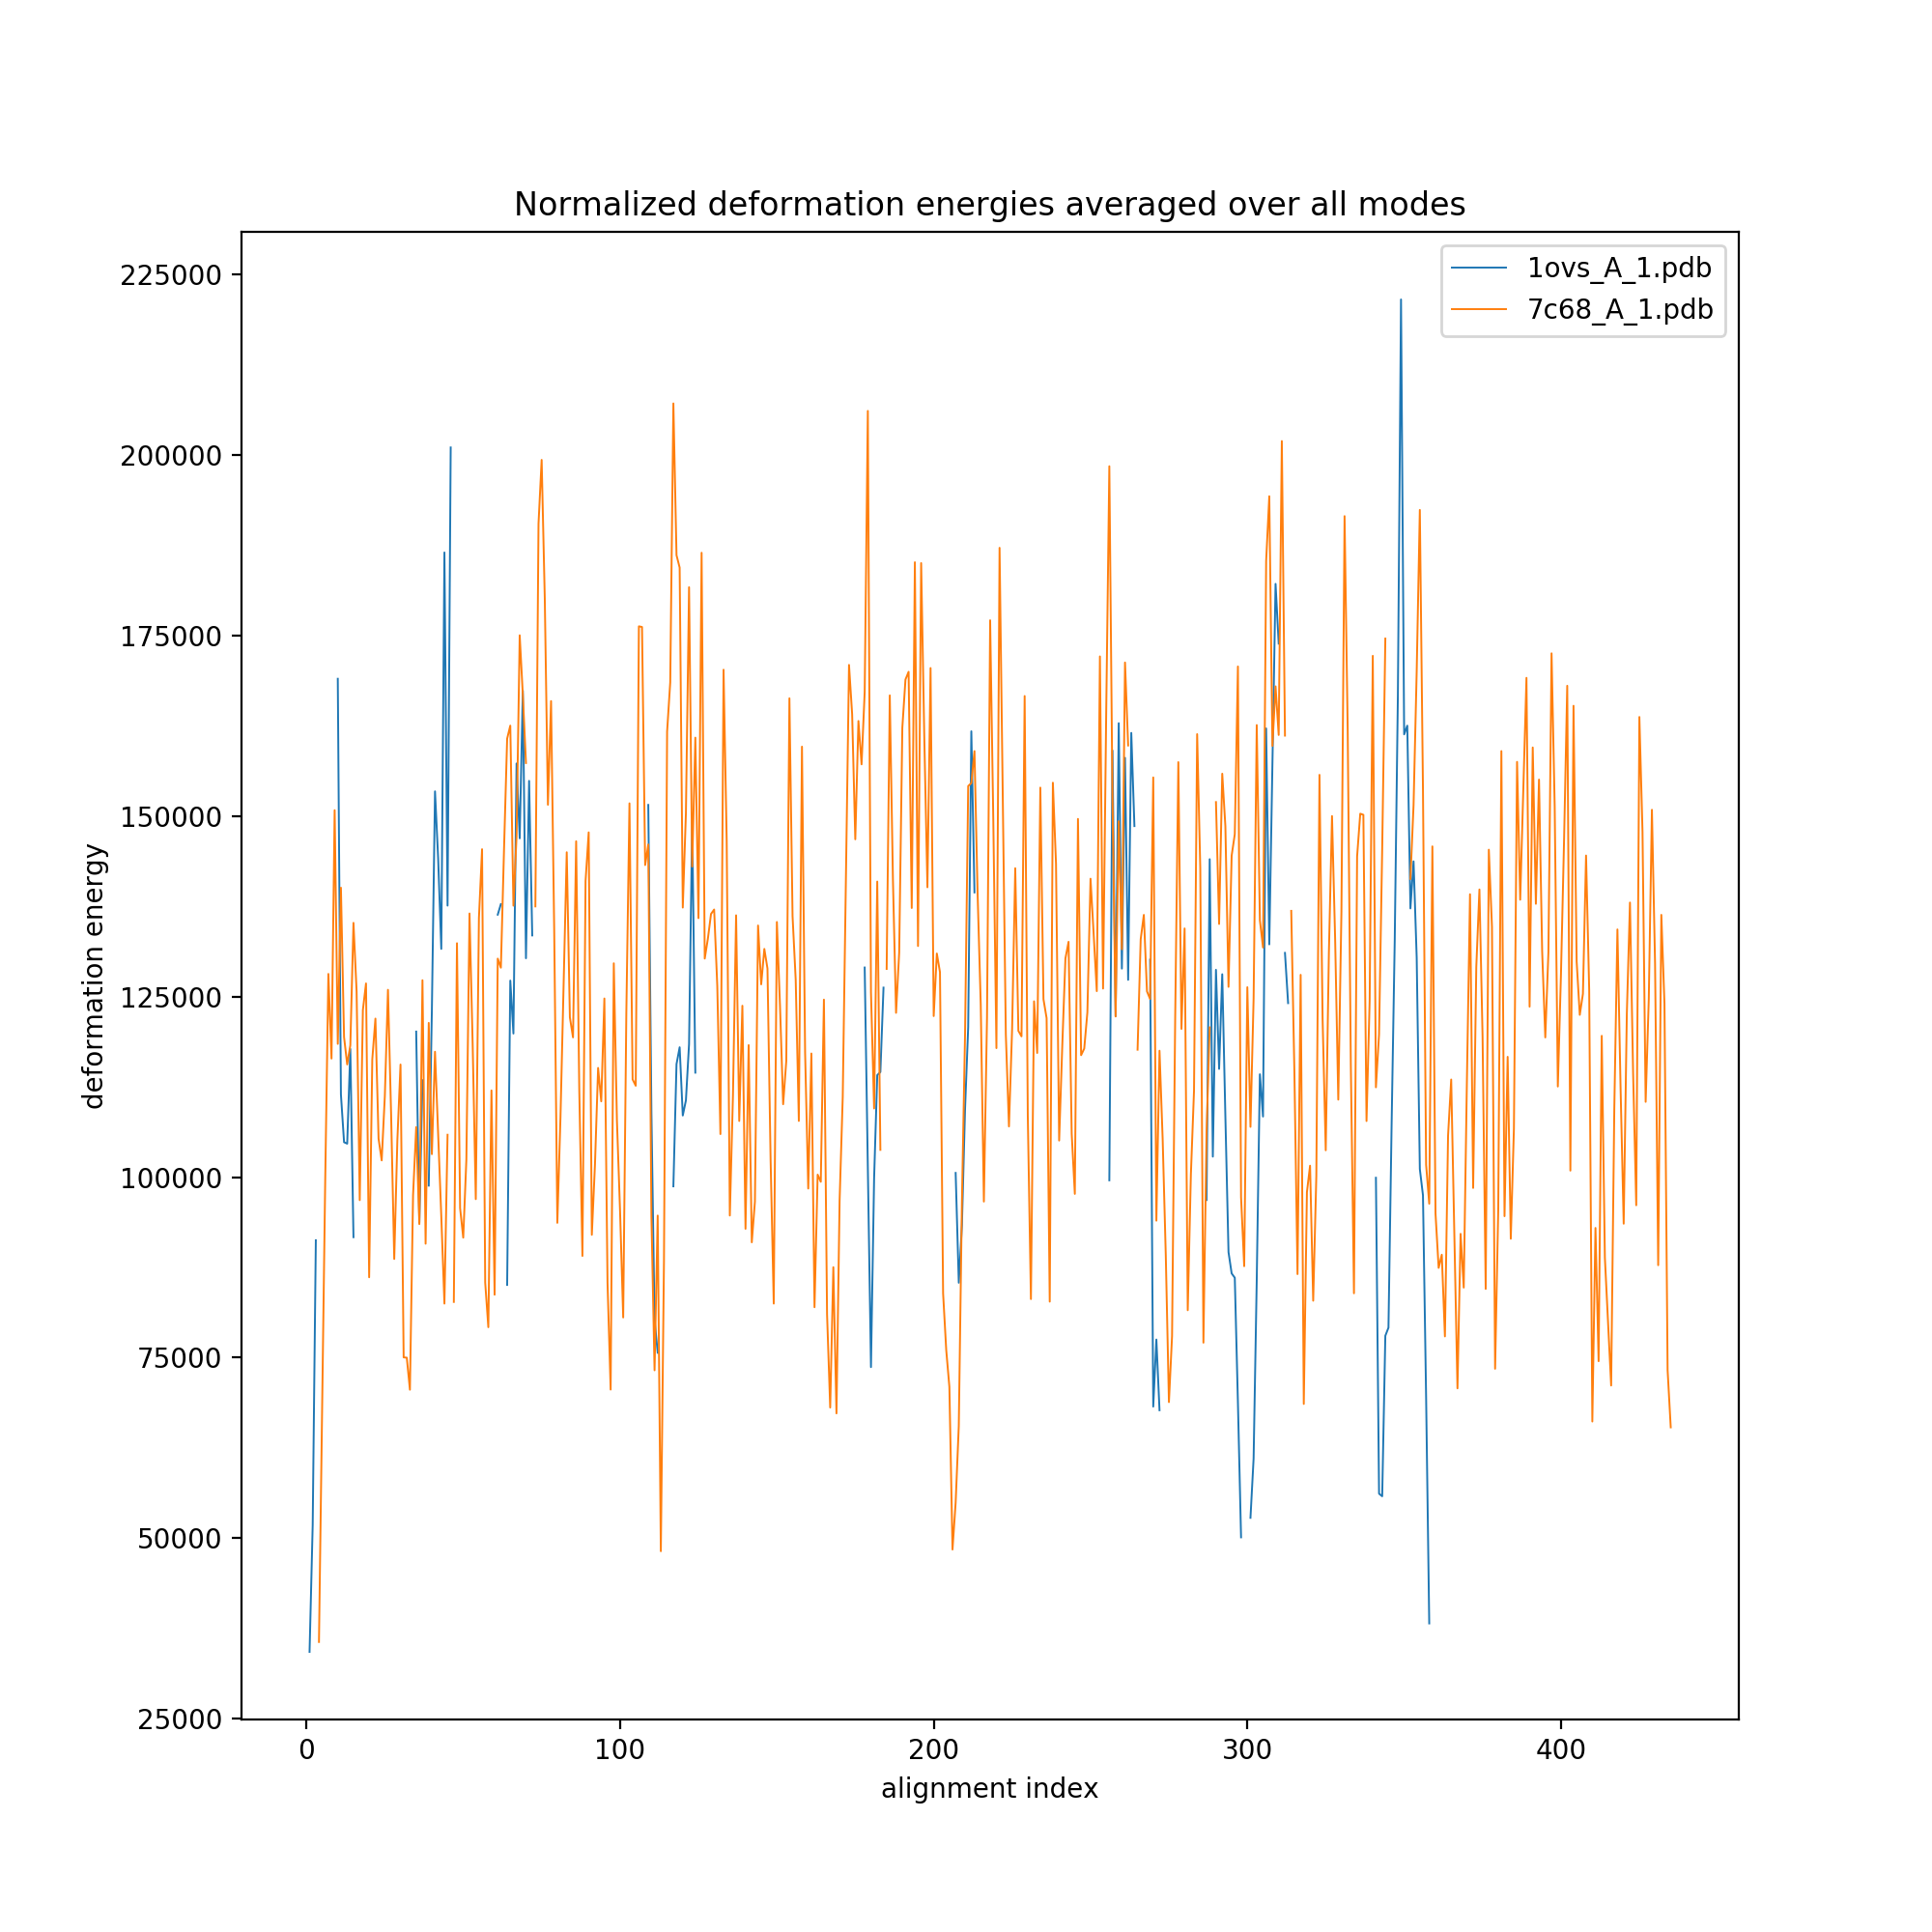 Normalized deformation energies averaged over all modes
1ovs_A_1.pdb
7c68_A_1.pdb
225000
200000
175000
150000
125000
100000
75000
50000
25000
deformation energy
0 100 200 300 400
alignment index